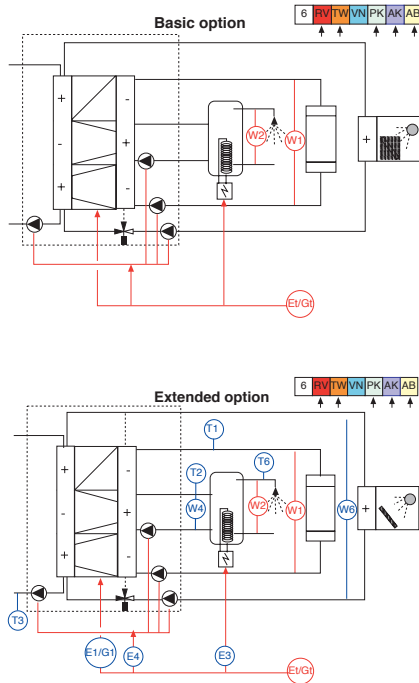 6 RV TW VN PK AK AB
Basic option
+ - +
- + -
+
W2
W1
Et/Gt
6 RV TW VN PK AK AB
Extended option
T1
T2
T6
+ - +
- + -
W4
W2
W1
W6
+
T3
E1/G1
E4
E3
Et/Gt